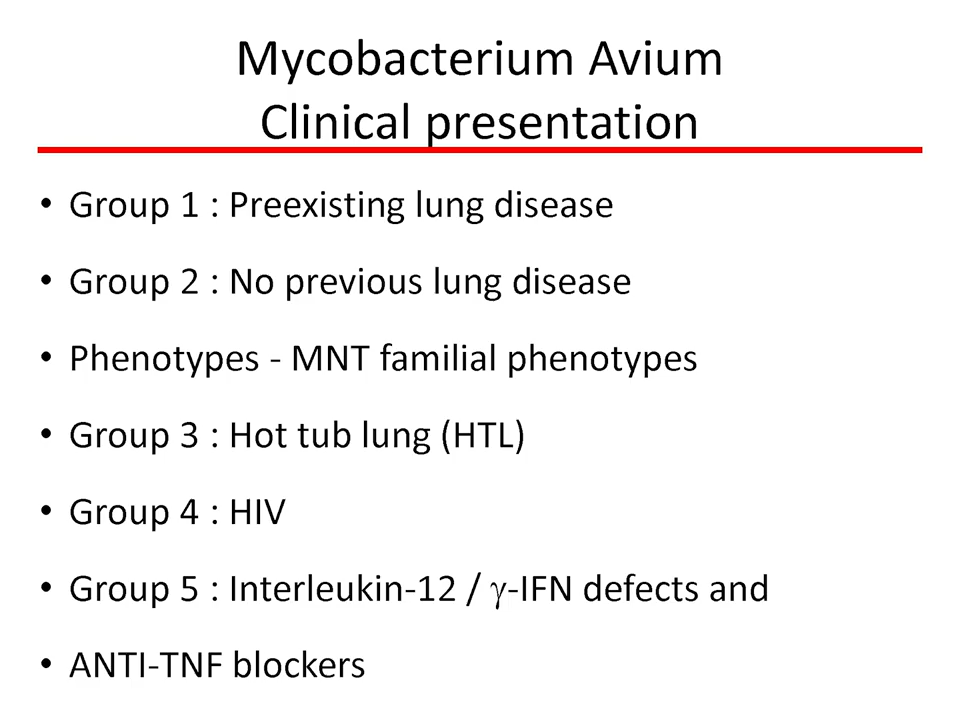 Mycobacterium Avium
Clinical presentation
• Group 1 : Preexisting lung disease
• Group 2 : No previous lung disease
• Phenotypes - MNT familial phenotypes
• Group 3 : Hot tub lung (HTL)
• Group 4 : HIV
• Group 5 : Interleukin-12 / γ-IFN defects and
• ANTI-TNF blockers